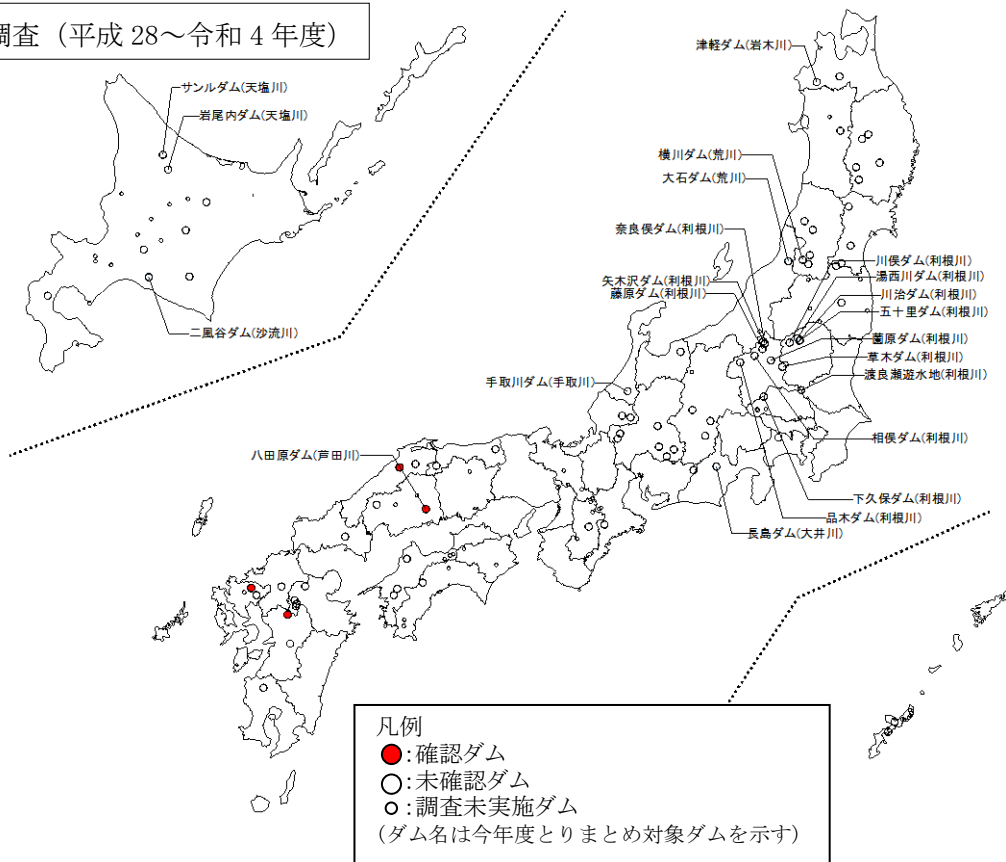 調査（平成 28～令和 4 年度）
サンルダム(天塩川)
岩尾内ダム(天塩川)
二風谷ダム(沙流川)
津軽ダム(岩木川)
横川ダム(荒川)
大石ダム(荒川)
奈良俣ダム(利根川)
矢木沢ダム(利根川)
藤原ダム(利根川)
手取川ダム(手取川)
八田原ダム(芦田川)
川俣ダム(利根川)
湯西川ダム(利根川)
川治ダム(利根川)
五十里ダム(利根川)
薗原ダム(利根川)
草木ダム(利根川)
渡良瀬遊水地(利根川)
相俣ダム(利根川)
下久保ダム(利根川)
品木ダム(利根川)
長島ダム(大井川)
凡例
:確認ダム
:未確認ダム
:調査未実施ダム
(ダム名は今年度とりまとめ対象ダムを示す)